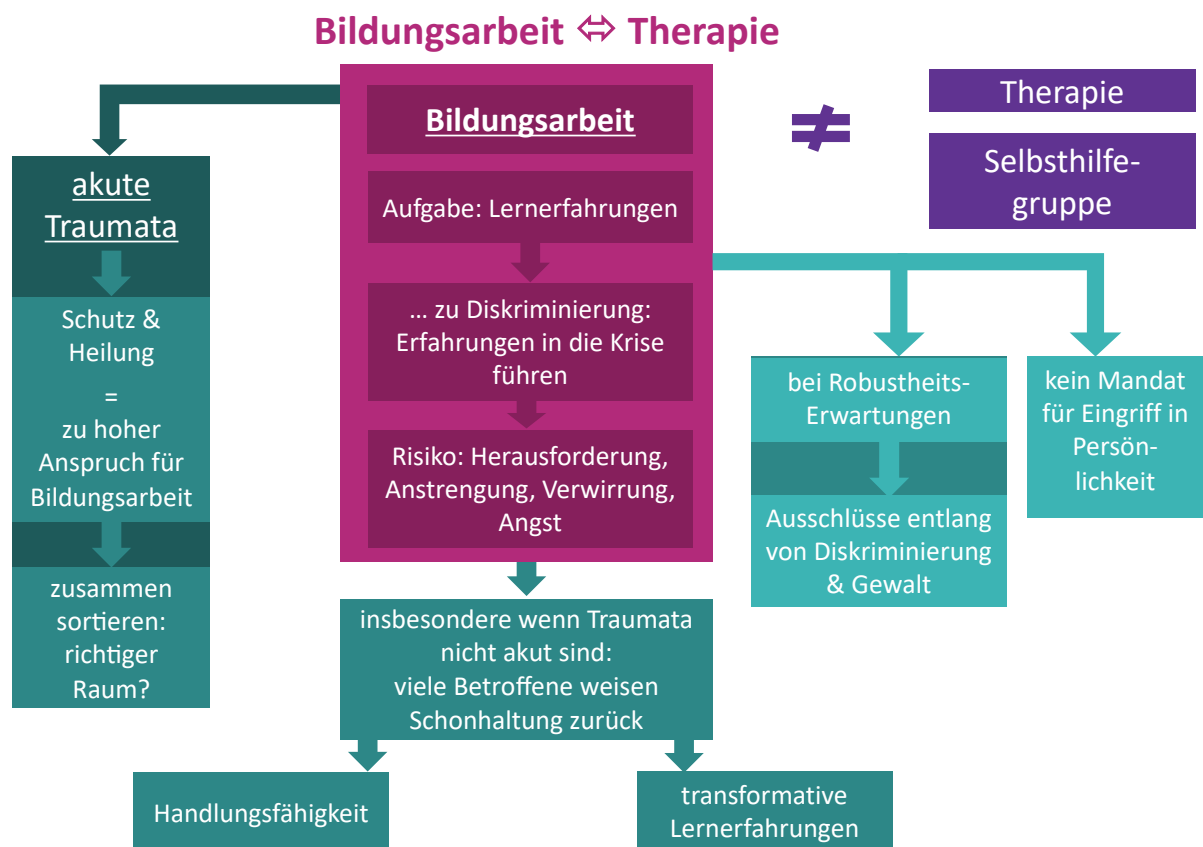 Bildungsarbeit ⇔ Therapie
Bildungsarbeit
Aufgabe: Lernerfahrungen
... zu Diskriminierung:
Erfahrungen in die Krise
führen
Risiko: Herausforderung,
Anstrengung, Verwirrung,
Angst
≠
Therapie
Selbsthilfe-
gruppe
akute
Traumata
Schutz &
Heilung
=
zu hoher
Anspruch für
Bildungsarbeit
zusammen
sortieren:
richtiger
Raum?
bei Robustheits-
Erwartungen
Ausschlüsse entlang
von Diskriminierung
& Gewalt
kein Mandat
für Eingriff in
Persön-
lichkeit
insbesondere wenn Traumata
nicht akut sind:
viele Betroffene weisen
Schonhaltung zurück
Handlungsfähigkeit
transformative
Lernerfahrungen